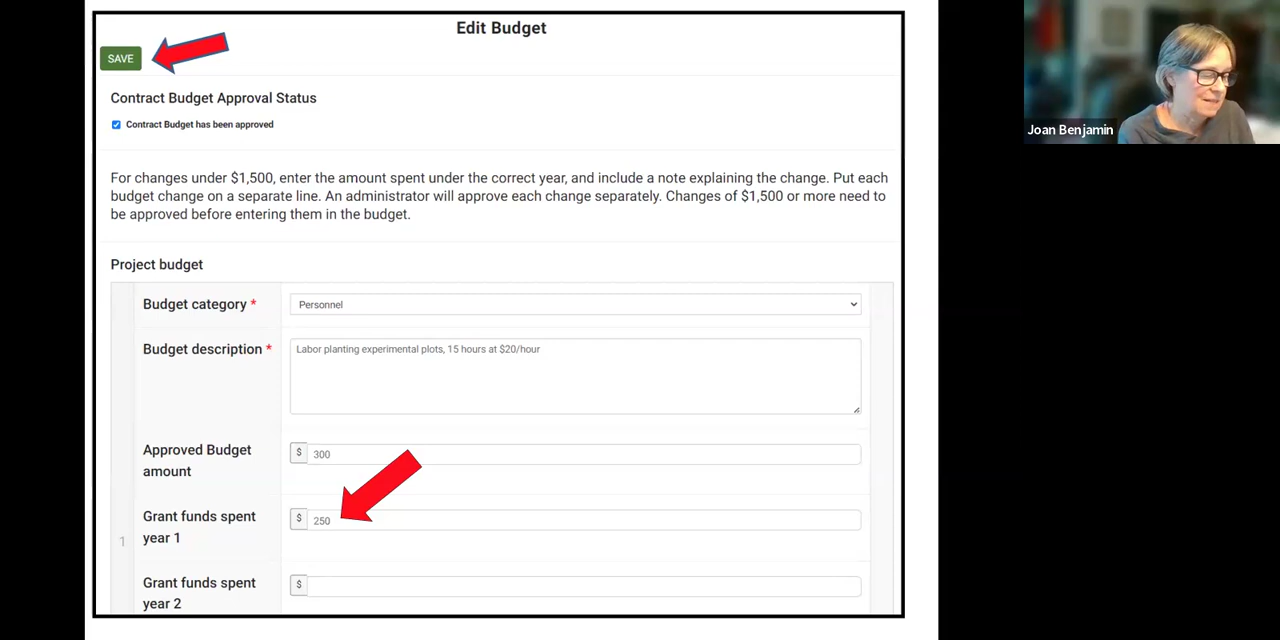 Edit Budget
SAVE
Contract Budget Approval Status
Contract Budget has been approved
For changes under $1,500, enter the amount spent under the correct year, and include a note explaining the change. Put each
budget change on a separate line. An administrator will approve each change separately. Changes of $1,500 or more need to
be approved before entering them in the budget.
Project budget
Budget category *
Personnel
Budget description *
Labor planting experimental plots, 15 hours at $20/hour
Approved Budget
amount
$ 300
Grant funds spent
year 1
$ 250
1
Grant funds spent
year 2
$
Joan Benjamin